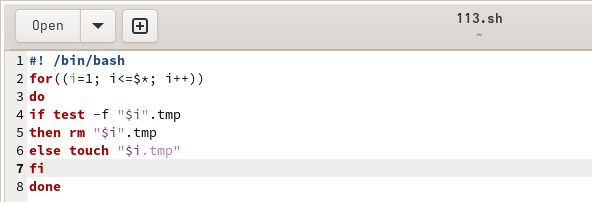 Open
113.sh
~
1 #! /bin/bash
2 for((i=1; i<=$*; i++))
3 do
4 if test -f "$i".tmp
5 then rm "$i".tmp
6 else touch "$i.tmp"
7 fi
8 done